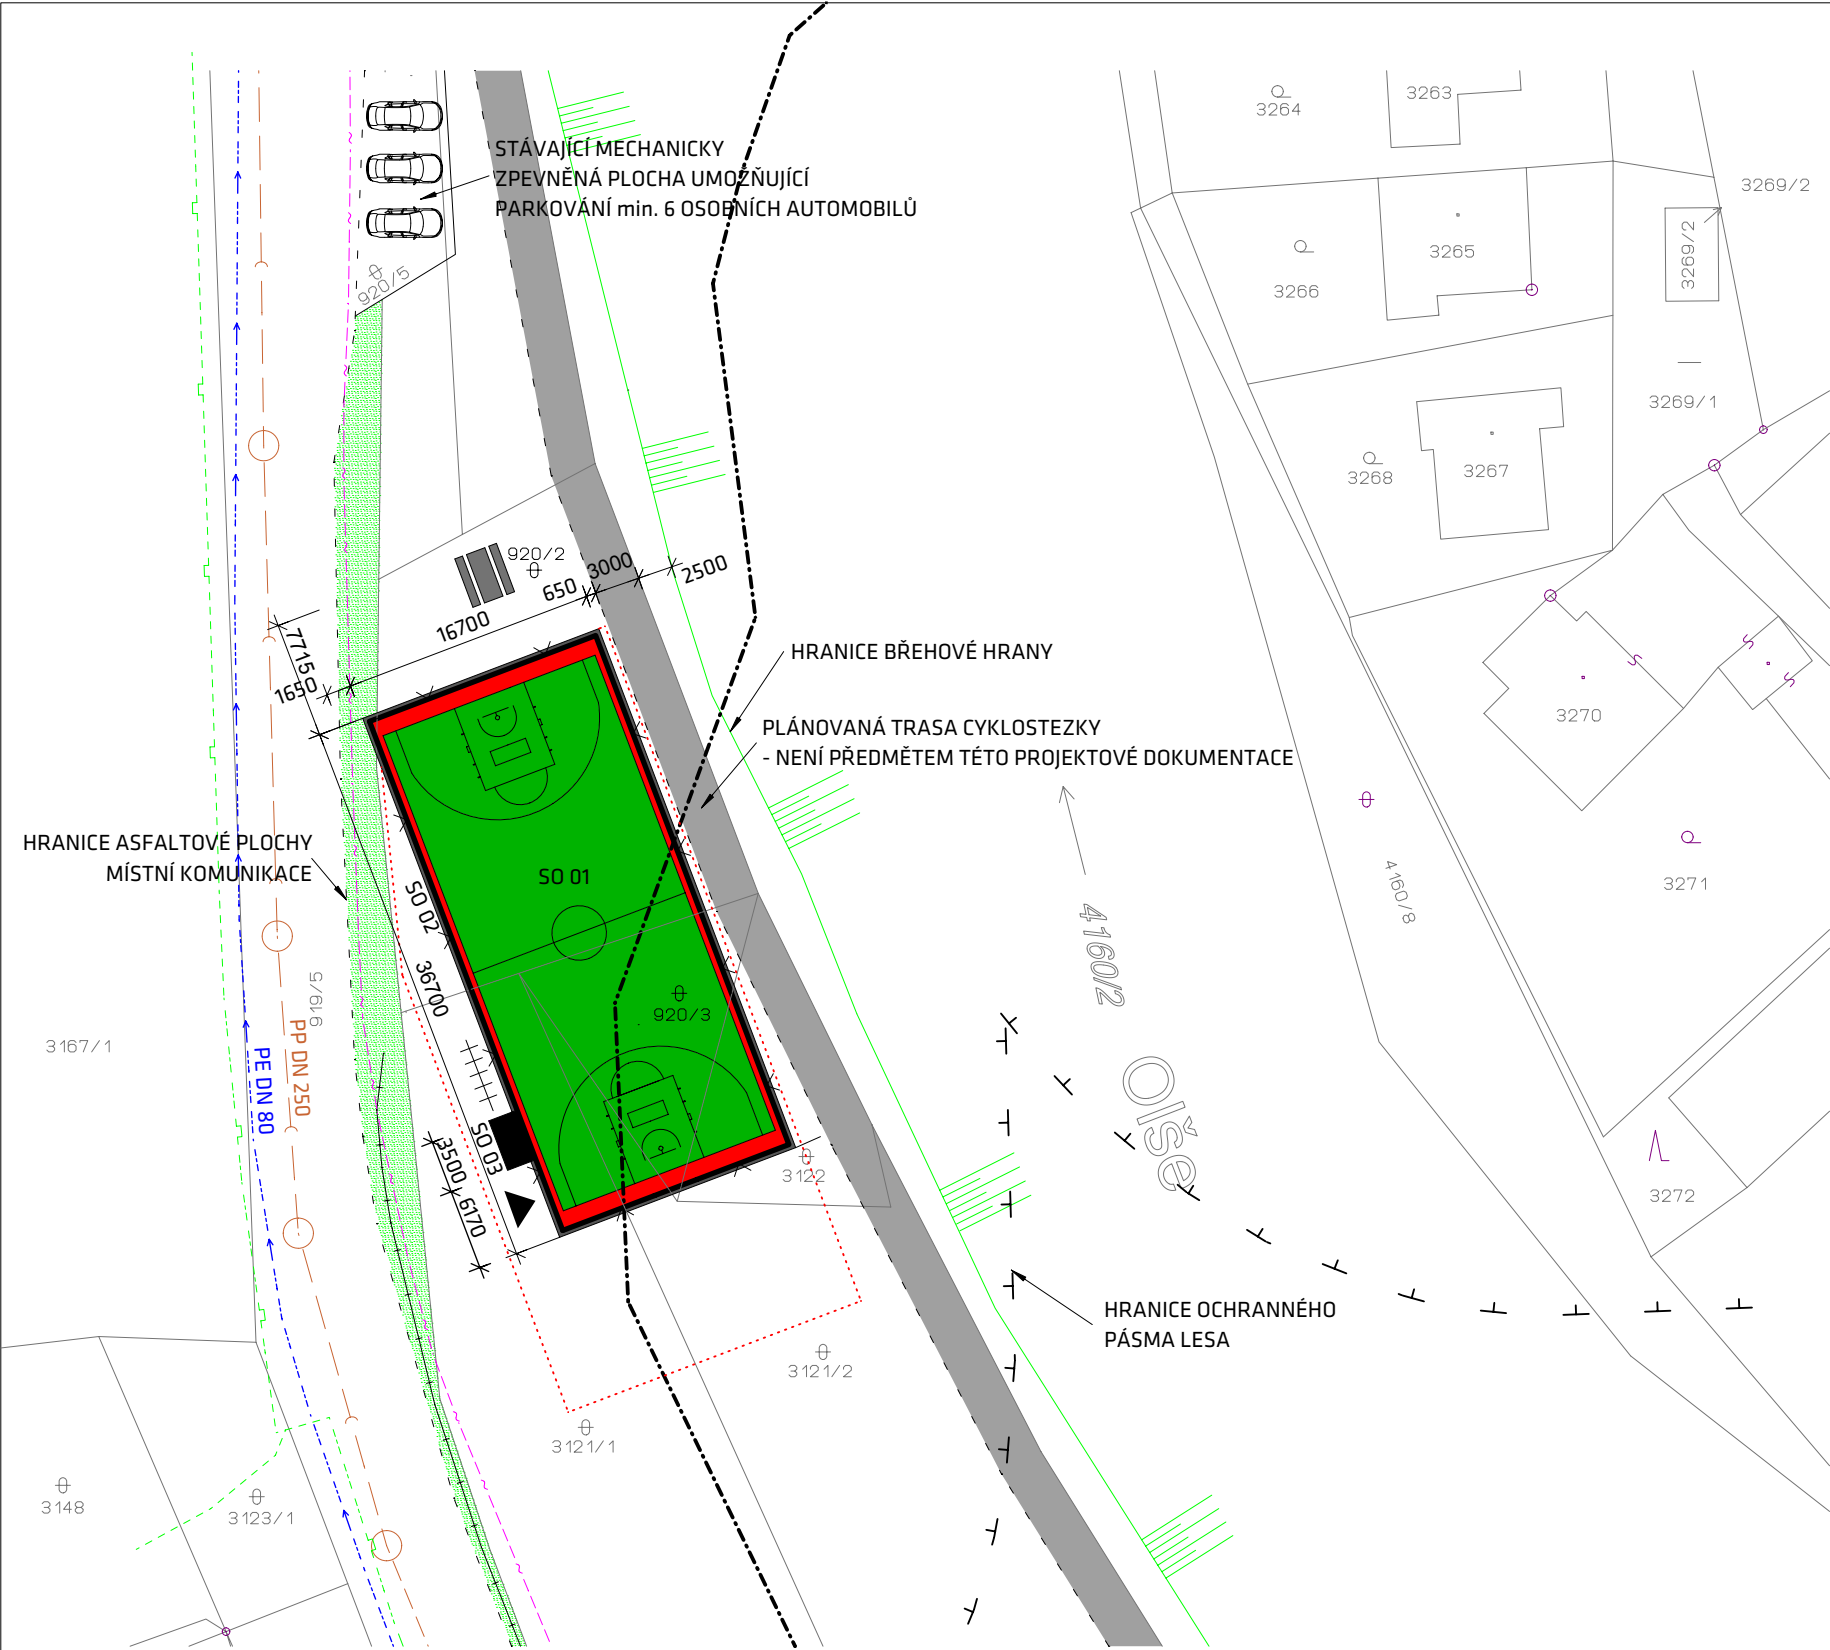 3264
3263
STÁVAJÍCÍ MECHANICKY
ZPEVNĚNÁ PLOCHA UMOŽŇUJÍCÍ
PARKOVÁNÍ min. 6 OSOBNÍCH AUTOMOBILŮ
3269/2
3265
3269/2
3266
920/5
3269/1
3268
3267
920/2
3000
2500
650
16700
7715
1650
HRANICE BŘEHOVÉ HRANY
PLÁNOVANÁ TRASA CYKLOSTEZKY
- NENÍ PŘEDMĚTEM TÉTO PROJEKTOVÉ DOKUMENTACE
3270
HRANICE ASFALTOVÉ PLOCHY
MÍSTNÍ KOMUNIKACE
SO 01
SO 02
3271
4160/8
4160/2
36700
919/5
920/3
3167/1
PP DN 250
PE DN 80
Olše
SO 03
3500
6170
3122
3272
HRANICE OCHRANNÉHO
PÁSMA LESA
3121/2
3121/1
3148
3123/1